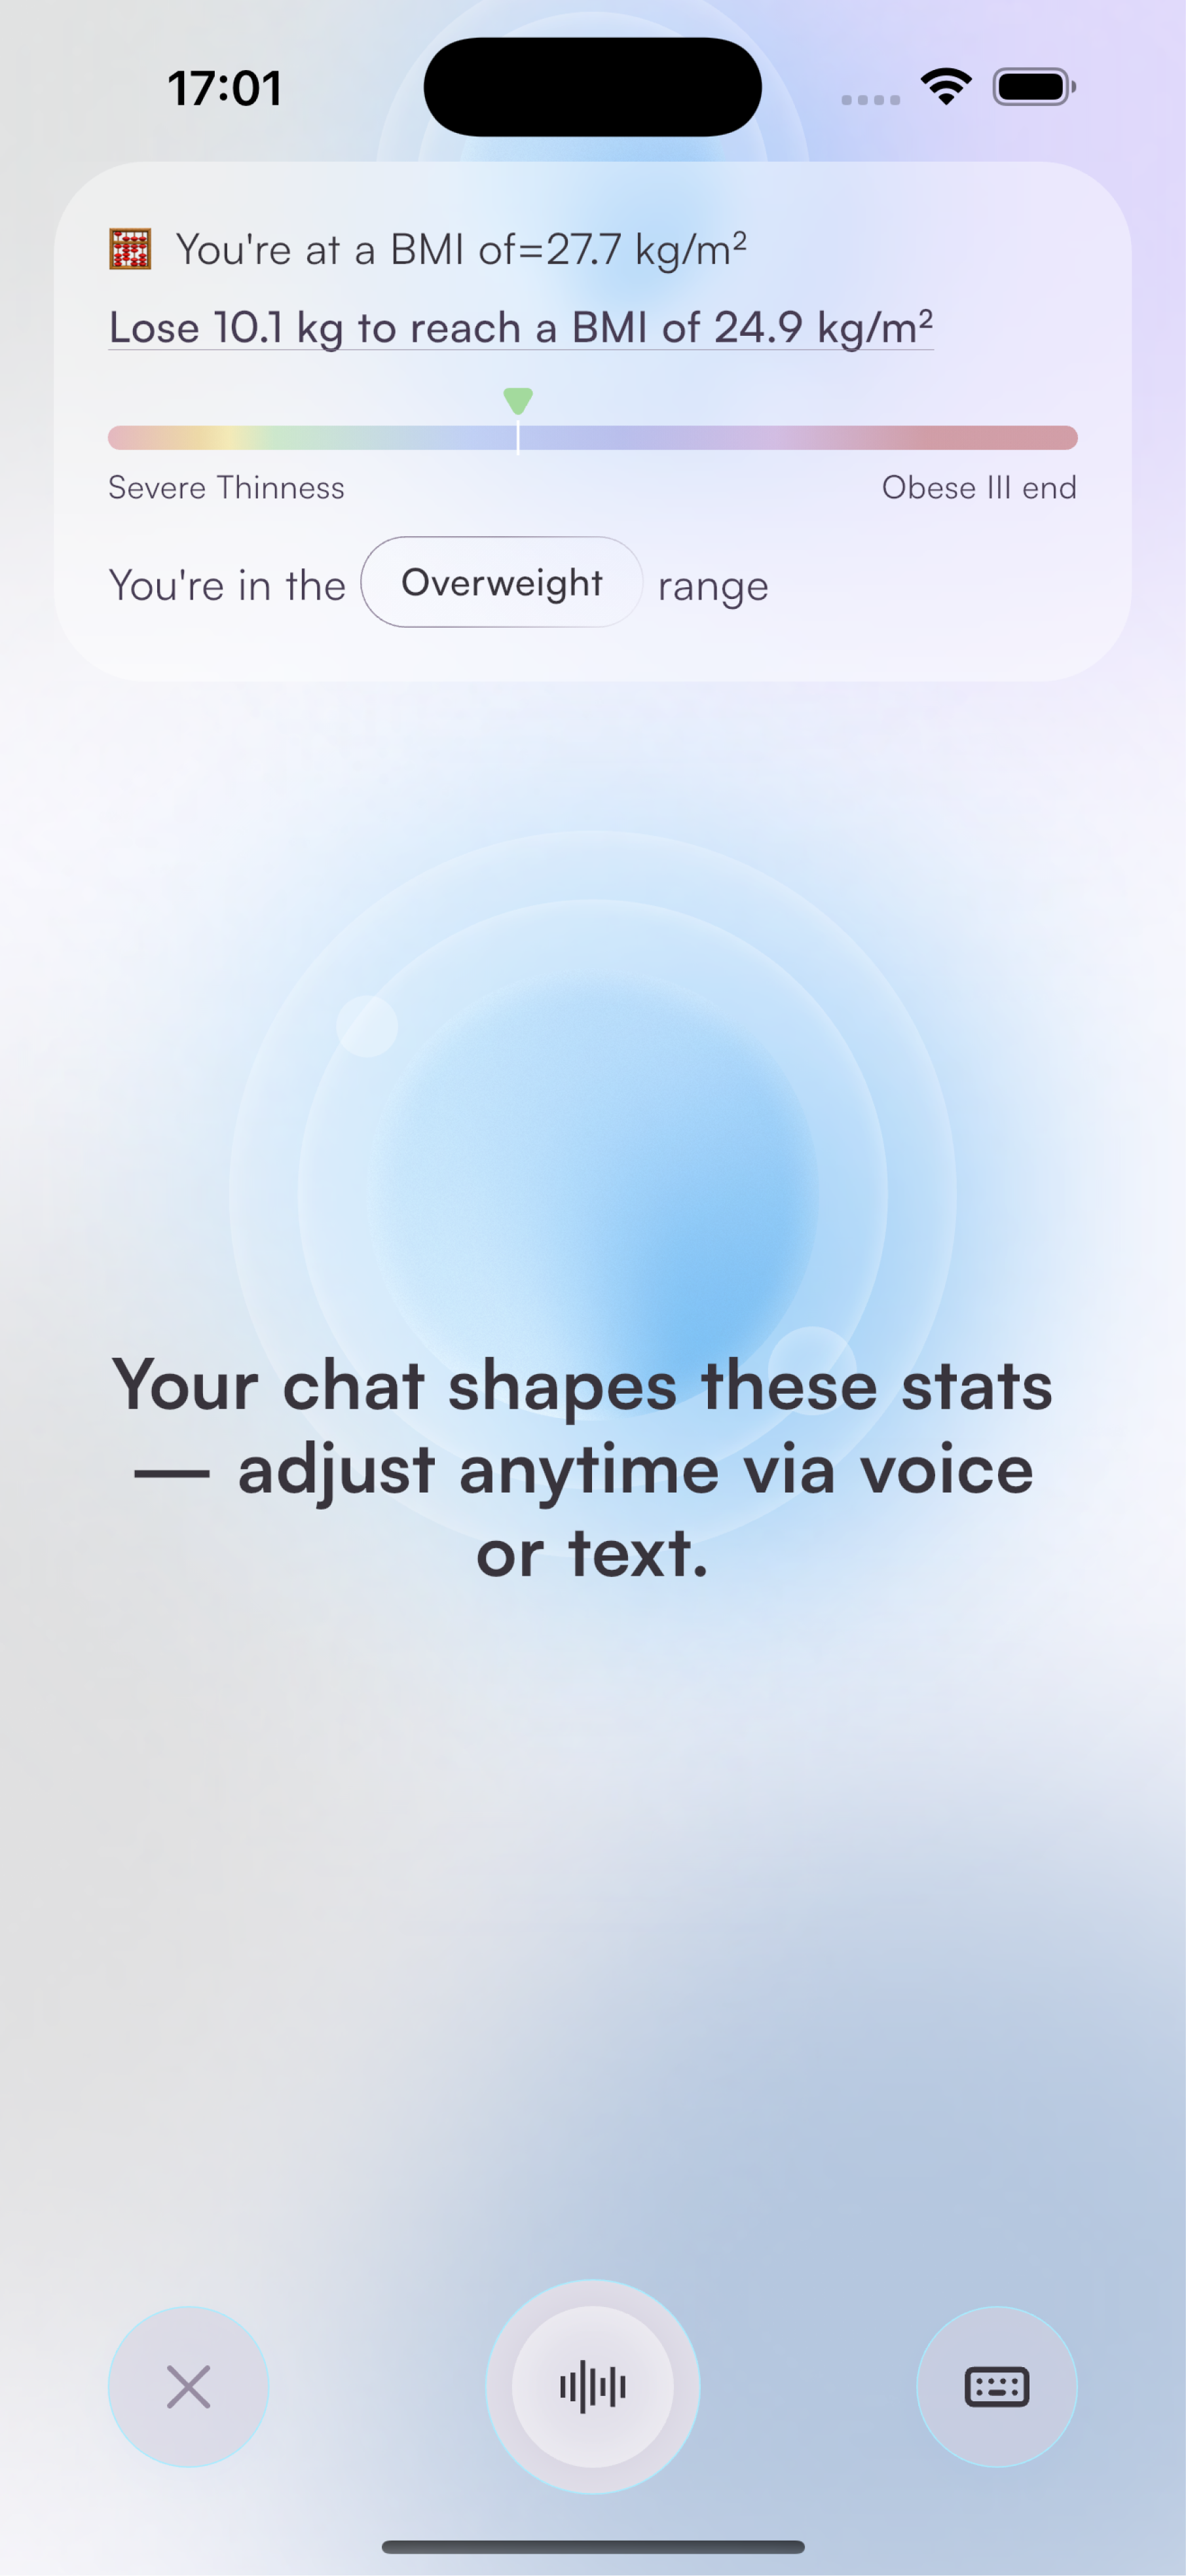 17:01
You're at a BMI of=27.7 kg/m²
Lose 10.1 kg to reach a BMI of 24.9 kg/m²
Severe Thinness
Obese III end
You're in the Overweight range
Your chat shapes these stats
— adjust anytime via voice
or text.